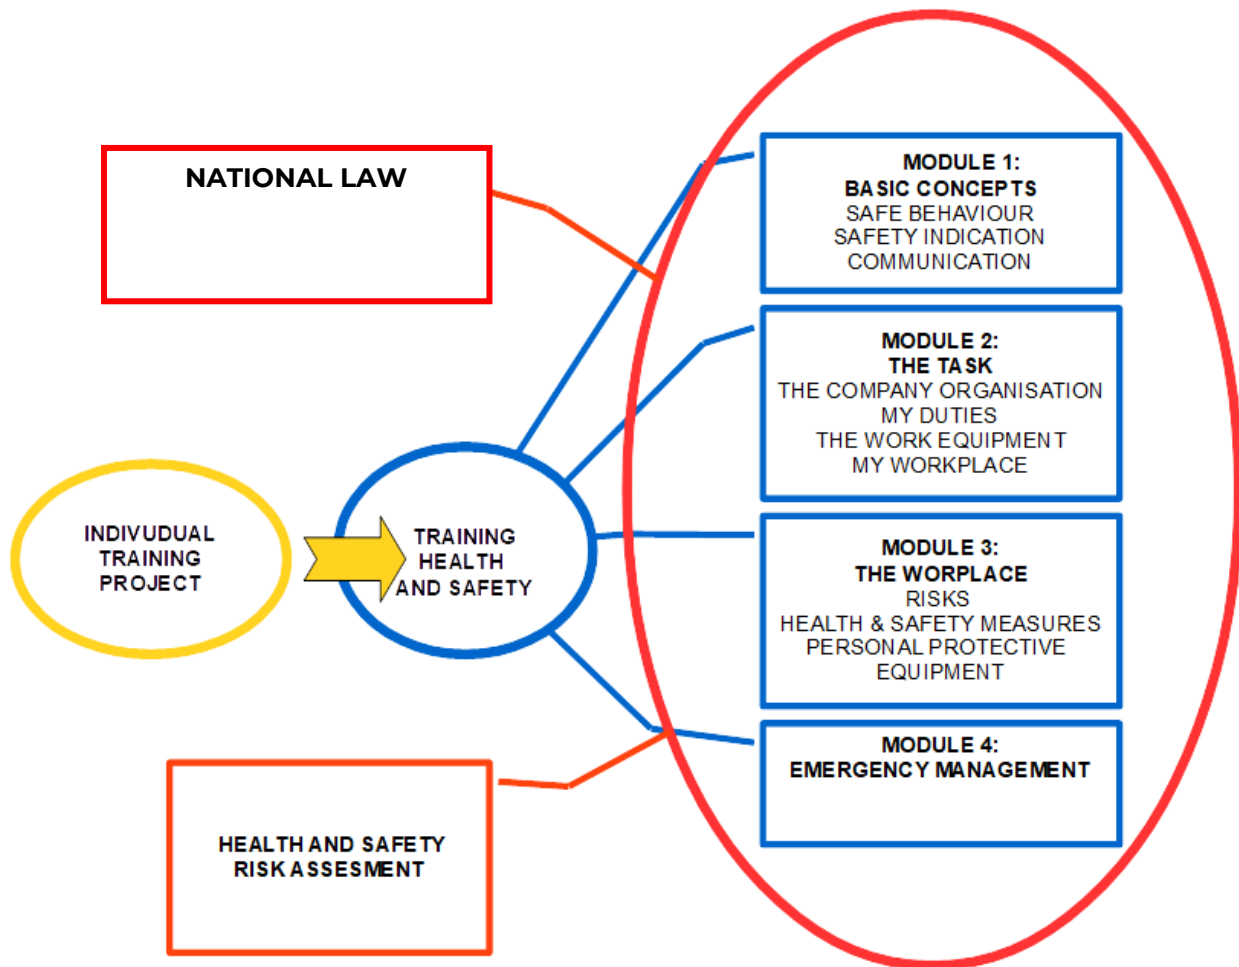 NATIONAL LAW
INDIVUDUAL
TRAINING
PROJECT
TRAINING
HEALTH
AND SAFETY
HEALTH AND SAFETY
RISK ASSESMENT
MODULE 1:
BASIC CONCEPTS
SAFE BEHAVIOUR
SAFETY INDICATION
COMMUNICATION
MODULE 2:
THE TASK
THE COMPANY ORGANISATION
MY DUTIES
THE WORK EQUIPMENT
MY WORKPLACE
MODULE 3:
THE WORPLACE
RISKS
HEALTH & SAFETY MEASURES
PERSONAL PROTECTIVE
EQUIPMENT
MODULE 4:
EMERGENCY MANAGEMENT